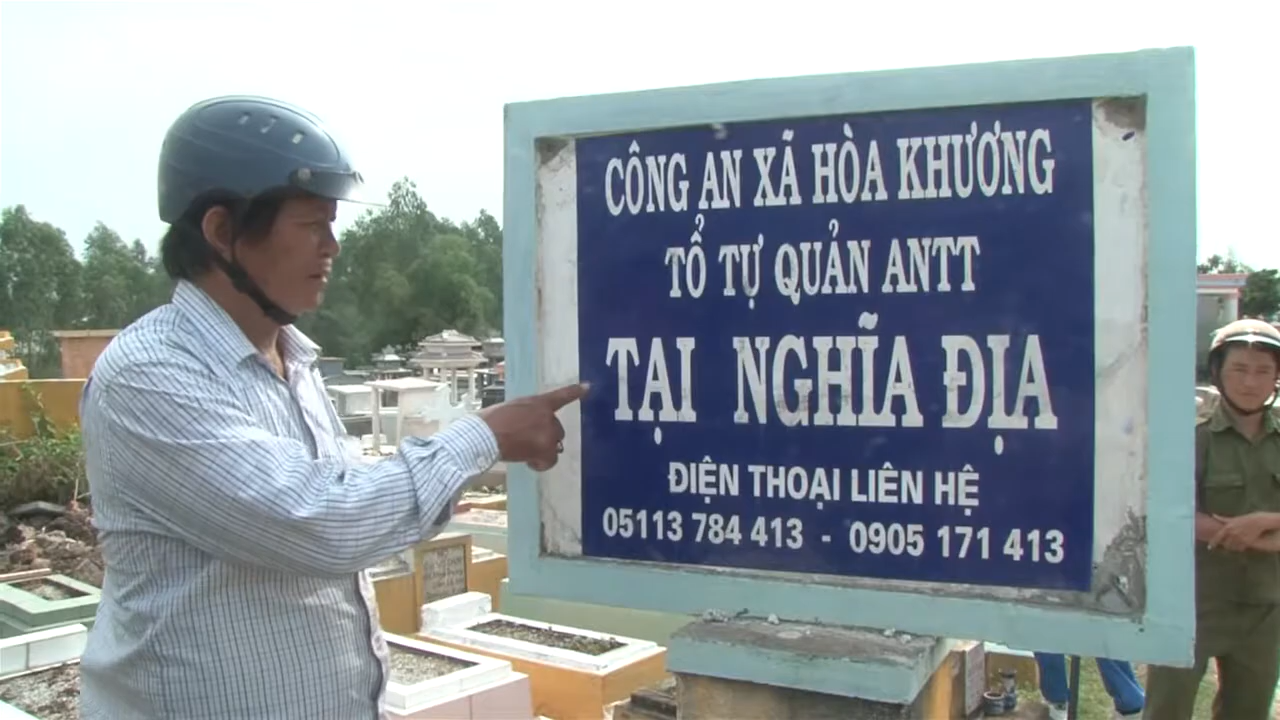 CÔNG AN XÃ HÒA KHƯƠNG
TỔ TỰ QUẢN ANTT
TẠI NGHĨA ĐỊA
ĐIỆN THOẠI LIÊN HỆ
05113 784 413 - 0905 171 413